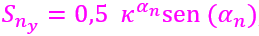 S_{n_y} = 0,5 κ^{α_n} sen (α_n)